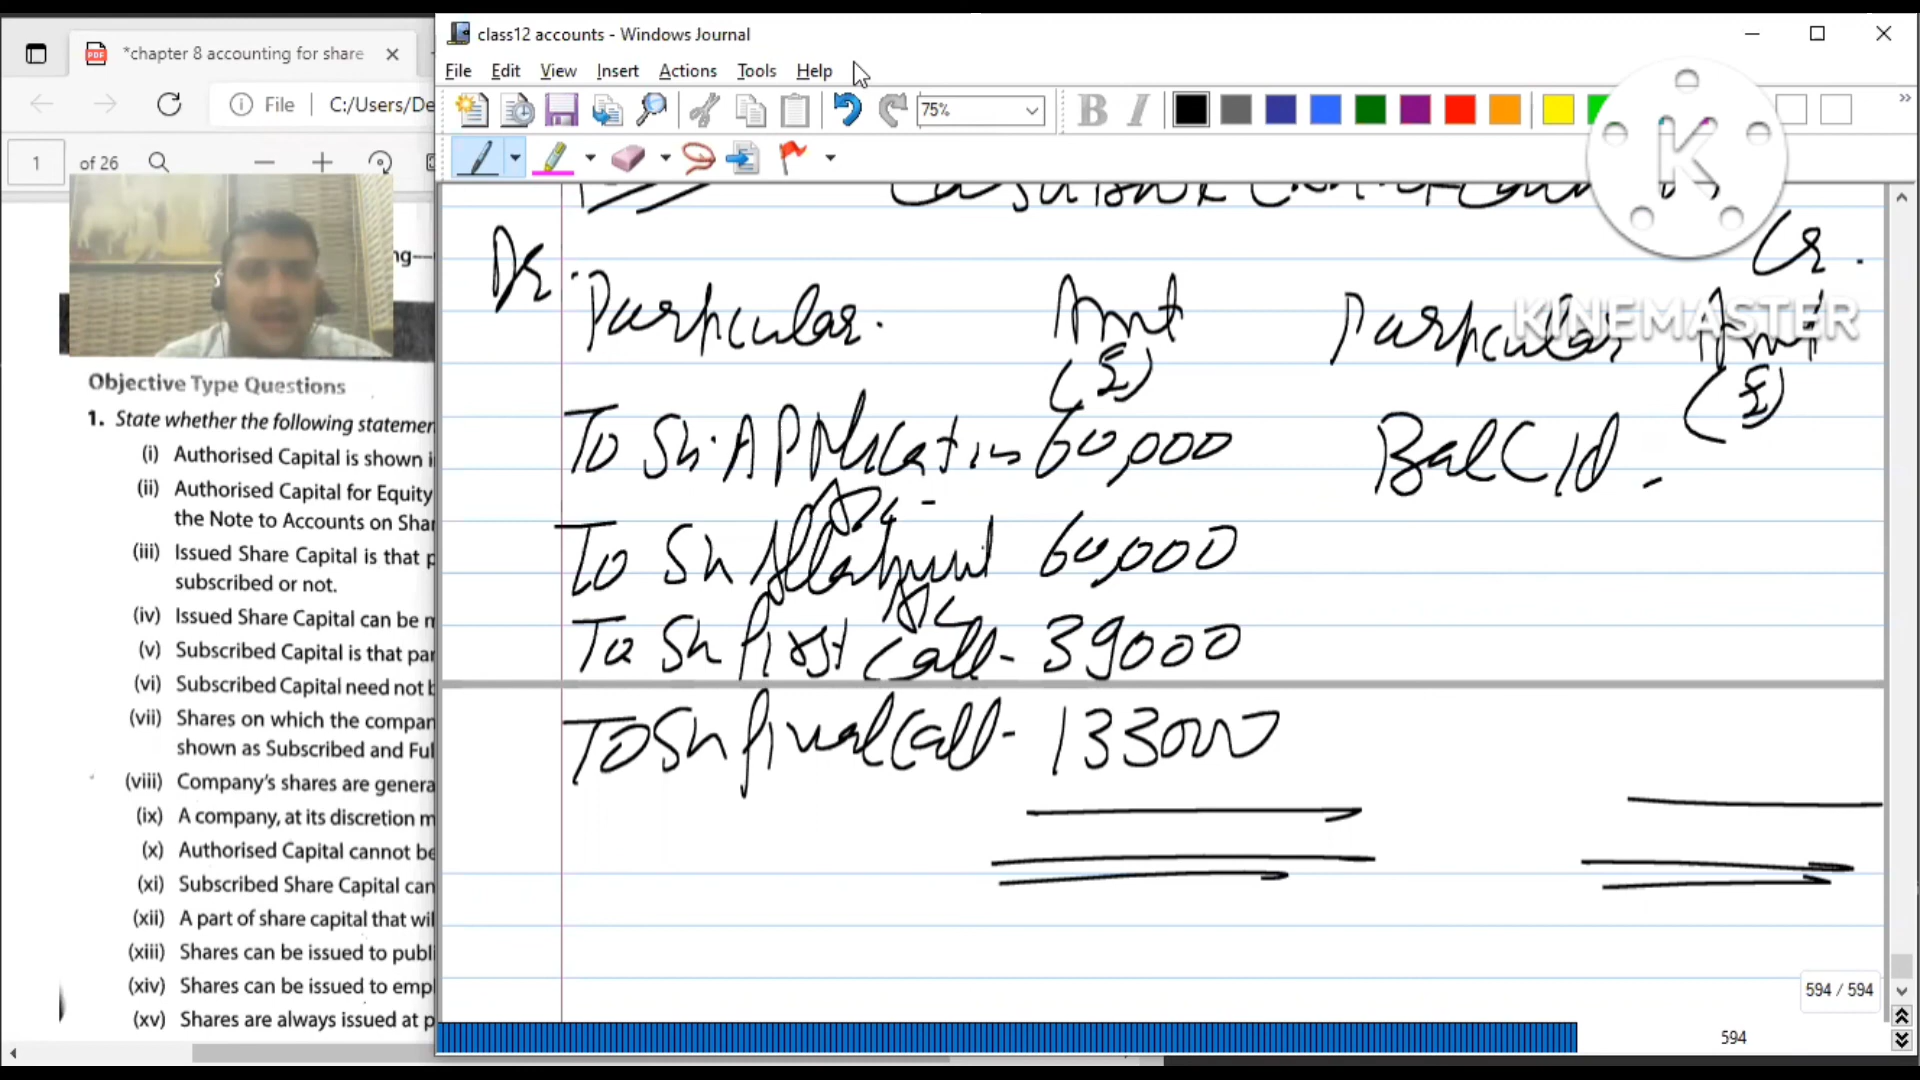 *chapter 8 accounting for share
File C:/Users/De
1 of 26
ng—
Objective Type Questions
1. State whether the following statemen
(i) Authorised Capital is shown i
(ii) Authorised Capital for Equity
the Note to Accounts on Shar
(iii) Issued Share Capital is that p
subscribed or not.
(iv) Issued Share Capital can be m
(v) Subscribed Capital is that par
(vi) Subscribed Capital need not b
(vii) Shares on which the compan
shown as Subscribed and Ful
(viii) Company's shares are genera
(ix) A company, at its discretion m
(x) Authorised Capital cannot be
(xi) Subscribed Share Capital can
(xii) A part of share capital that wil
(xiii) Shares can be issued to publi
(xiv) Shares can be issued to empl
(xv) Shares are always issued at p
class12 accounts - Windows Journal
File Edit View Insert Actions Tools Help
75% B I
K
KINEMASTER
Dr. Cr.
Particular. Amt Particular Amt
(₹) (₹)
To Sh. Application 60,000 Bal C/d -
A/c
To Sh Allotment 60,000
A/c
To Sh first Call - 39000
To Sh final Call - 133000
594 / 594
594